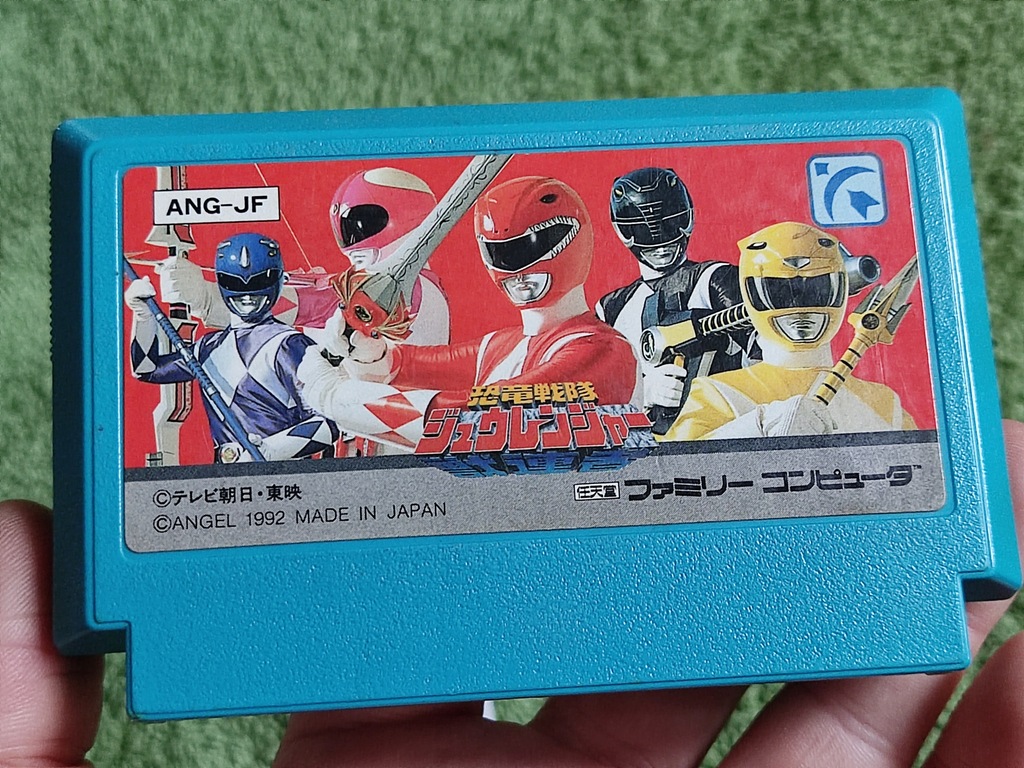 ANG-JF
恐竜戦隊
ジュウレンジャー
©テレビ朝日・東映
©ANGEL 1992 MADE IN JAPAN
任天堂 ファミリー コンピュータ™